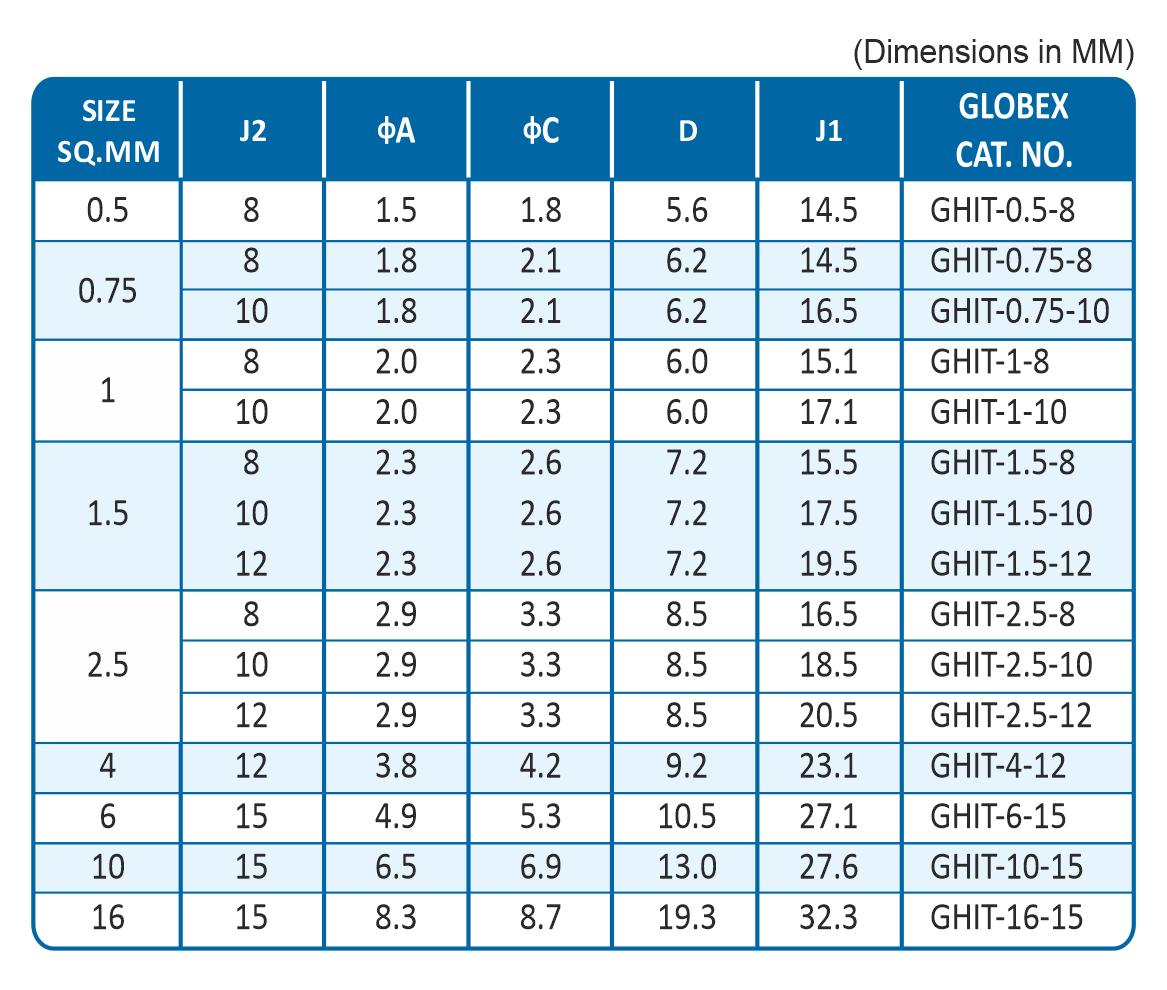 (Dimensions in MM)
SIZE SQ.MM J2 ϕA ϕC D J1 GLOBEX CAT. NO.
0.5 8 1.5 1.8 5.6 14.5 GHIT-0.5-8
0.75 8 1.8 2.1 6.2 14.5 GHIT-0.75-8
10 1.8 2.1 6.2 16.5 GHIT-0.75-10
1 8 2.0 2.3 6.0 15.1 GHIT-1-8
10 2.0 2.3 6.0 17.1 GHIT-1-10
1.5 8 2.3 2.6 7.2 15.5 GHIT-1.5-8
10 2.3 2.6 7.2 17.5 GHIT-1.5-10
12 2.3 2.6 7.2 19.5 GHIT-1.5-12
2.5 8 2.9 3.3 8.5 16.5 GHIT-2.5-8
10 2.9 3.3 8.5 18.5 GHIT-2.5-10
12 2.9 3.3 8.5 20.5 GHIT-2.5-12
4 12 3.8 4.2 9.2 23.1 GHIT-4-12
6 15 4.9 5.3 10.5 27.1 GHIT-6-15
10 15 6.5 6.9 13.0 27.6 GHIT-10-15
16 15 8.3 8.7 19.3 32.3 GHIT-16-15